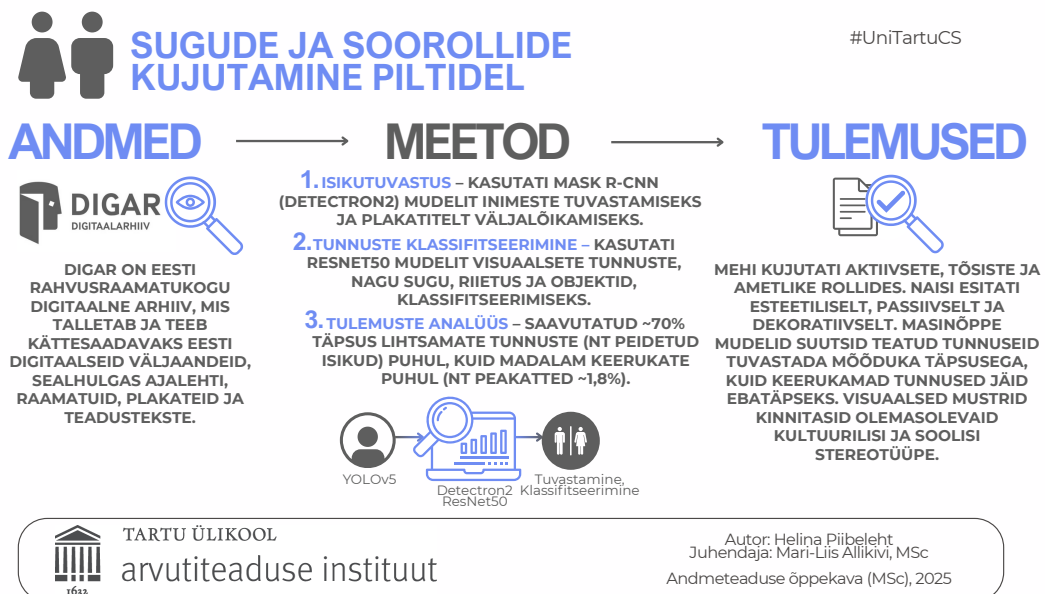 SUGUDE JA SOOROLLIDE
KUJUTAMINE PILTIDEL
#UniTartuCS
ANDMED
MEETOD
TULEMUSED
DIGAR
DIGITAALARHIIV
DIGAR ON EESTI
RAHVUSRAAMATUKOGU
DIGITAALNE ARHIIV, MIS
TALLETAB JA TEEB
KÄTTESAADAVAKS EESTI
DIGITAALSEID VÄLJAANDEID,
SEALHULGAS AJALEHTI,
RAAMATUID, PLAKATEID JA
TEADUSTEKSTE.
1. ISIKUTUVASTUS – KASUTATI MASK R-CNN
(DETECTRON2) MUDELIT INIMESTE TUVASTAMISEKS
JA PLAKATITELT VÄLJALÕIKAMISEKS.
2. TUNNUSTE KLASSIFITSEERIMINE – KASUTATI
RESNET50 MUDELIT VISUAALSETE TUNNUSTE,
NAGU SUGU, RIIETUS JA OBJEKTID,
KLASSIFITSEERIMISEKS.
3. TULEMUSTE ANALÜÜS – SAAVUTATUD ~70%
TÄPSUS LIHTSAMATE TUNNUSTE (NT PEIDETUD
ISIKUD) PUHUL, KUID MADALAM KEERUKATE
PUHUL (NT PEAKATTED ~1,8%).
YOLOv5
Detectron2
ResNet50
Tuvastamine,
Klassifitseerimine
MEHI KUJUTATI AKTIIVSETE, TÕSISTE JA
AMETLIKE ROLLIDES. NAISI ESITATI
ESTEETILISELT, PASSIIVSELT JA
DEKORATIIVSELT. MASINÕPPE
MUDELID SUUTSID TEATUD TUNNUSEID
TUVASTADA MÕÕDUKA TÄPSUSEGA,
KUID KEERUKAMAD TUNNUSED JÄID
EBATÄPSEKS. VISUAALSED MUSTRID
KINNITASID OLEMASOLEVAID
KULTUURILISI JA SOOLISI
STEREOTÜÜPE.
TARTU ÜLIKOOL
arvutiteaduse instituut
1632
Autor: Helina Piibeleht
Juhendaja: Mari-Liis Allikivi, MSc
Andmeteaduse õppekava (MSc), 2025